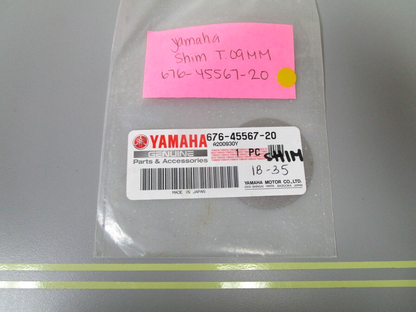 yamaha
Shim T.09MM
676-45567-20
YAMAHA 676-45567-20
A200930Y
GENUINE
Parts & Accessories
1 PC
SHIM
18-35
MADE IN JAPAN
YAMAHA MOTOR CO., LTD.